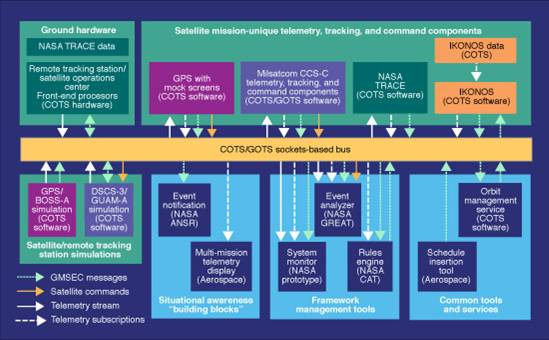 Ground hardware
NASA TRACE data
Remote tracking station/
satellite operations
center
Front-end procesors
(COTS hardware)
Satellite mission-unique telemetry, tracking, and command components
GPS with
mock screens
(COTS software)
Milsatcom CCS-C
telemetry, tracking, and
command components
(COTS/GOTS software)
NASA
TRACE
(COTS software)
IKONOS data
(COTS)
IKONOS
(COTS software)
COTS/GOTS sockets-based bus
GPS/
BOSS-A
simulation
(COTS
software)
DSCS-3/
GUAM-A
simulation
(COTS
software)
Satellite/remote tracking
station simulations
Event
notification
(NASA
ANSR)
Multi-mission
telemetry
display
(Aerospace)
Situational awareness
"building blocks"
Event
analyzer
(NASA
GREAT)
System
monitor
(NASA
prototype)
Rules
engine
(NASA
CAT)
Framework
management tools
Orbit
management
service
(COTS
software)
Schedule
insertion
tool
(Aerospace)
Common tools
and services
GMSEC messages
Satellite commands
Telemetry stream
Telemetry subscriptions